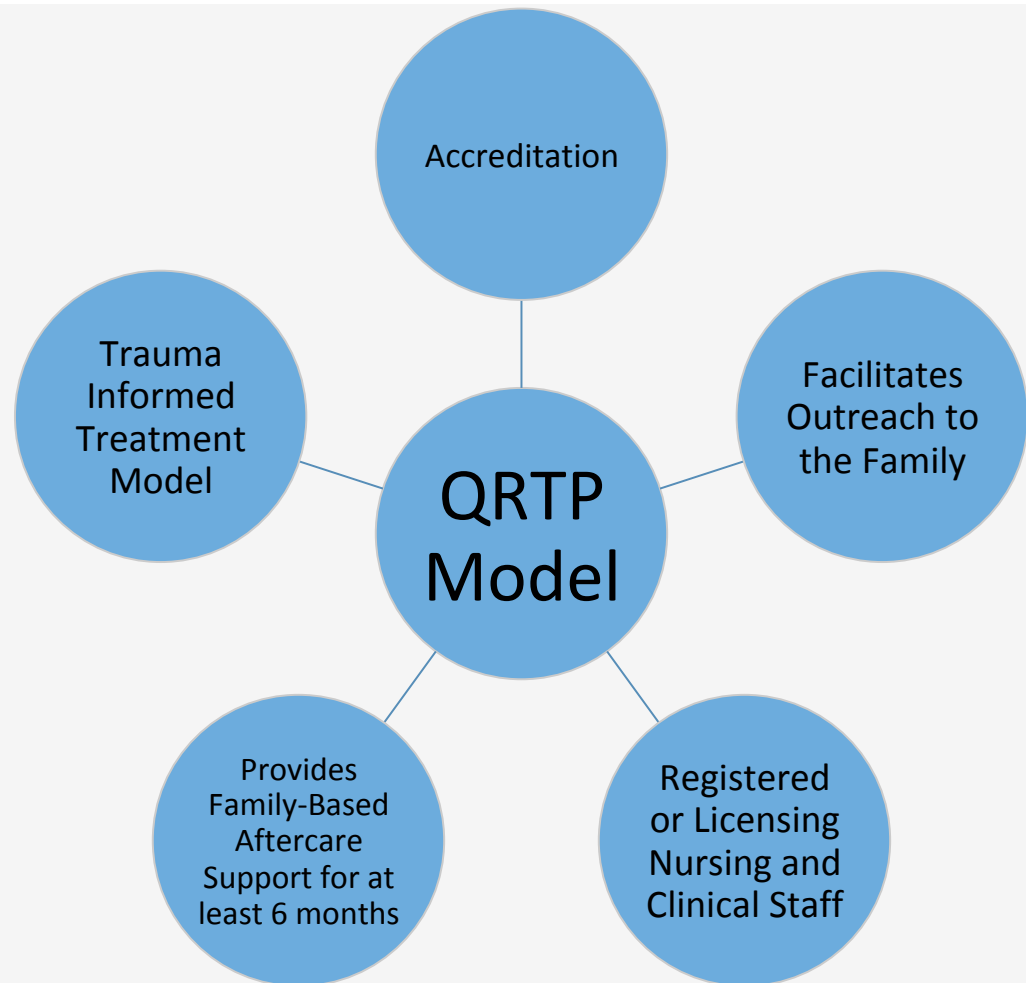 Accreditation
Facilitates
Outreach to
the Family
Registered
or Licensing
Nursing and
Clinical Staff
Provides
Family-Based
Aftercare
Support for at
least 6 months
Trauma
Informed
Treatment
Model
QRTP
Model